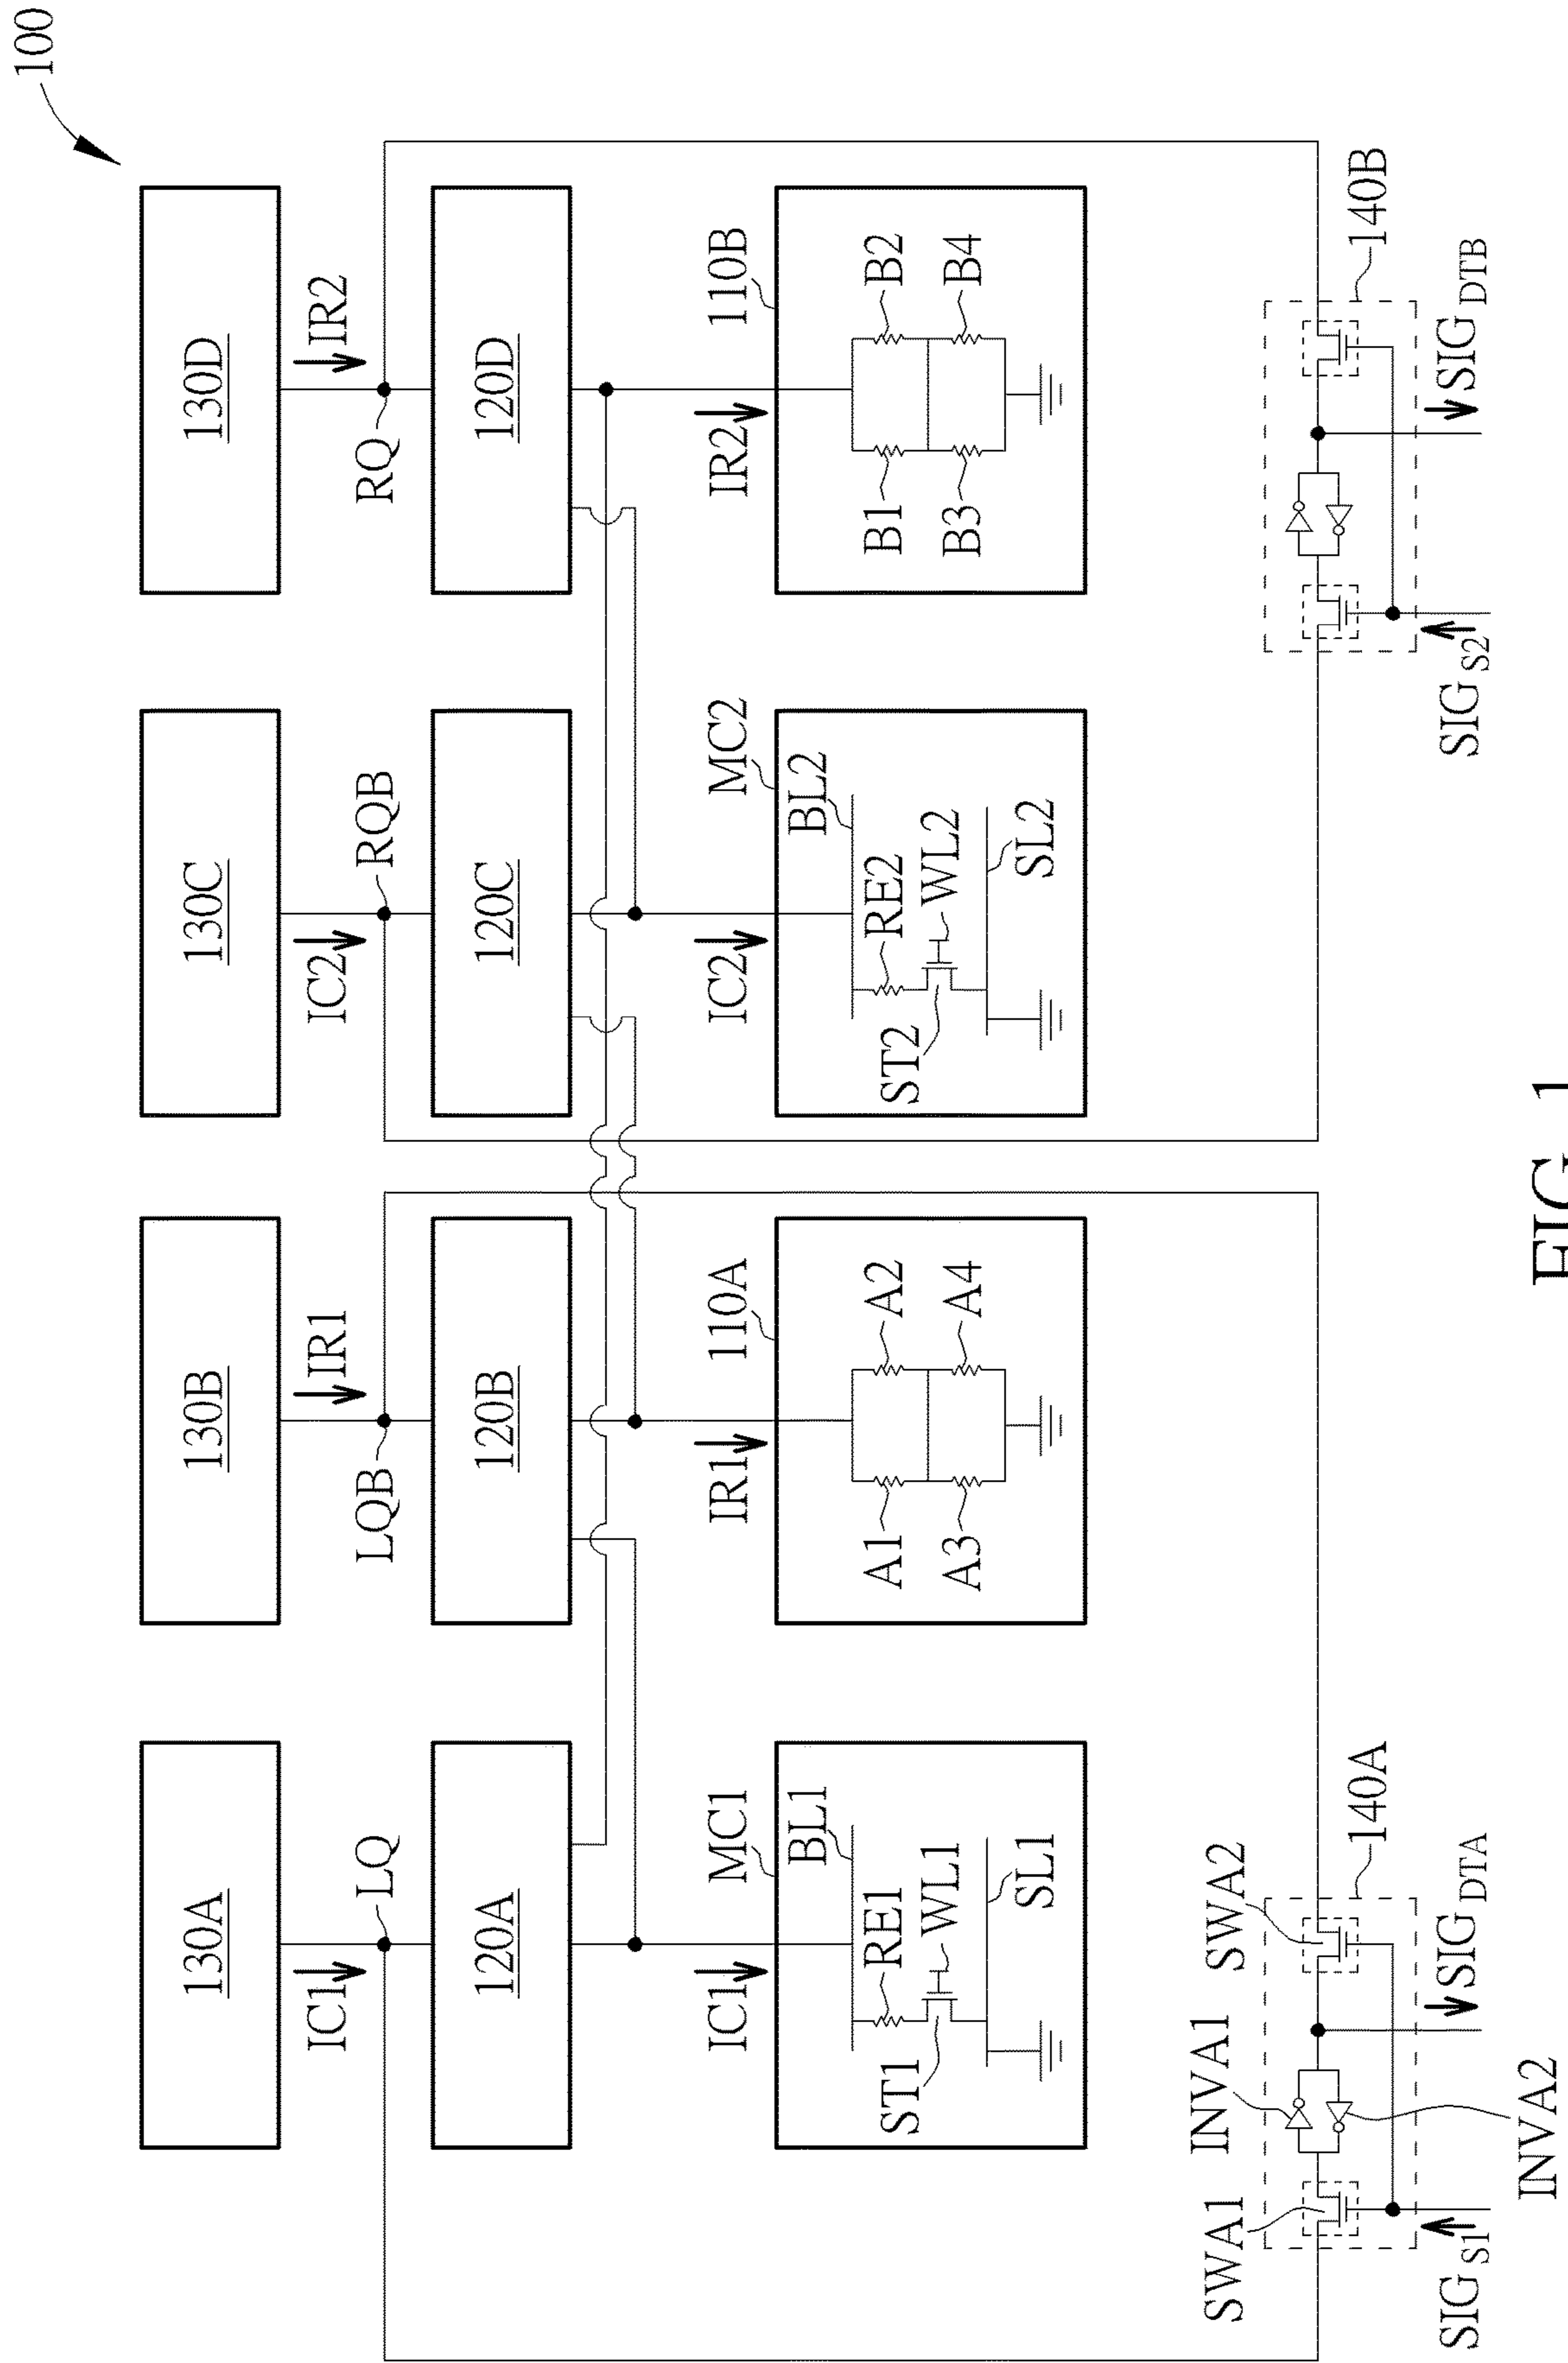 100
130A
130B
130C
130D
IC1
IR1
IC2
IR2
LQ
LQB
RQB
RQ
120A
120B
120C
120D
IC1
MC1
IR1
110A
IC2
MC2
IR2
110B
BL1
BL2
RE1
A1
A2
RE2
B1
B2
ST1
WL1
A3
A4
ST2
WL2
B3
B4
SL1
SL2
SWA1
INVA1
SWA2
140A
140B
SIG S1
SIG DTA
SIG S2
SIG DTB
INVA2
FIG. 1